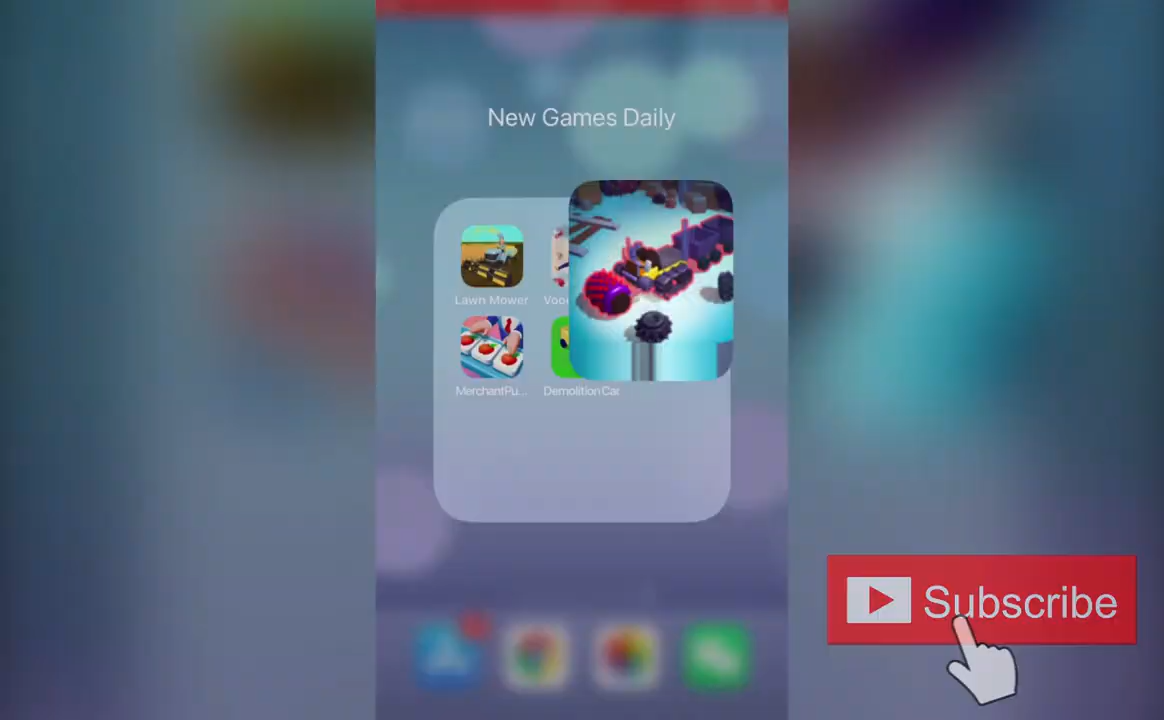 New Games Daily
Lawn Mower
MerchantPu...
Demolition Car
Subscribe